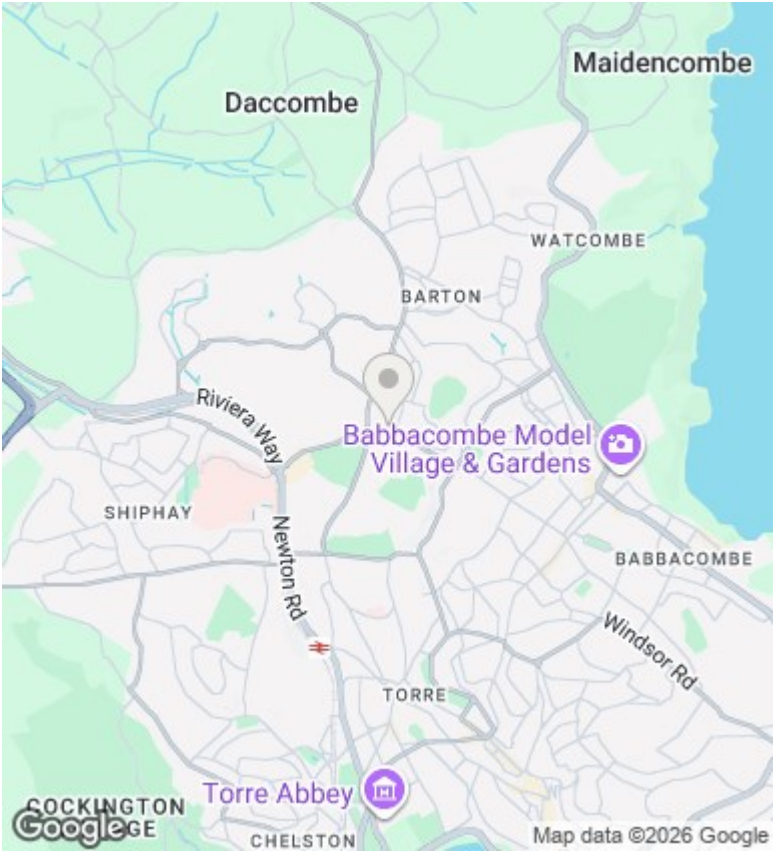 Maidencombe
Daccombe
WATCOMBE
BARTON
Riviera Way
Babbacombe Model
Village & Gardens
SHIPHAY
Newton Rd
BABBACOMBE
Windsor Rd
TORRE
Torre Abbey
COCKINGTON
Google
CHELSTON
Map data ©2026 Google